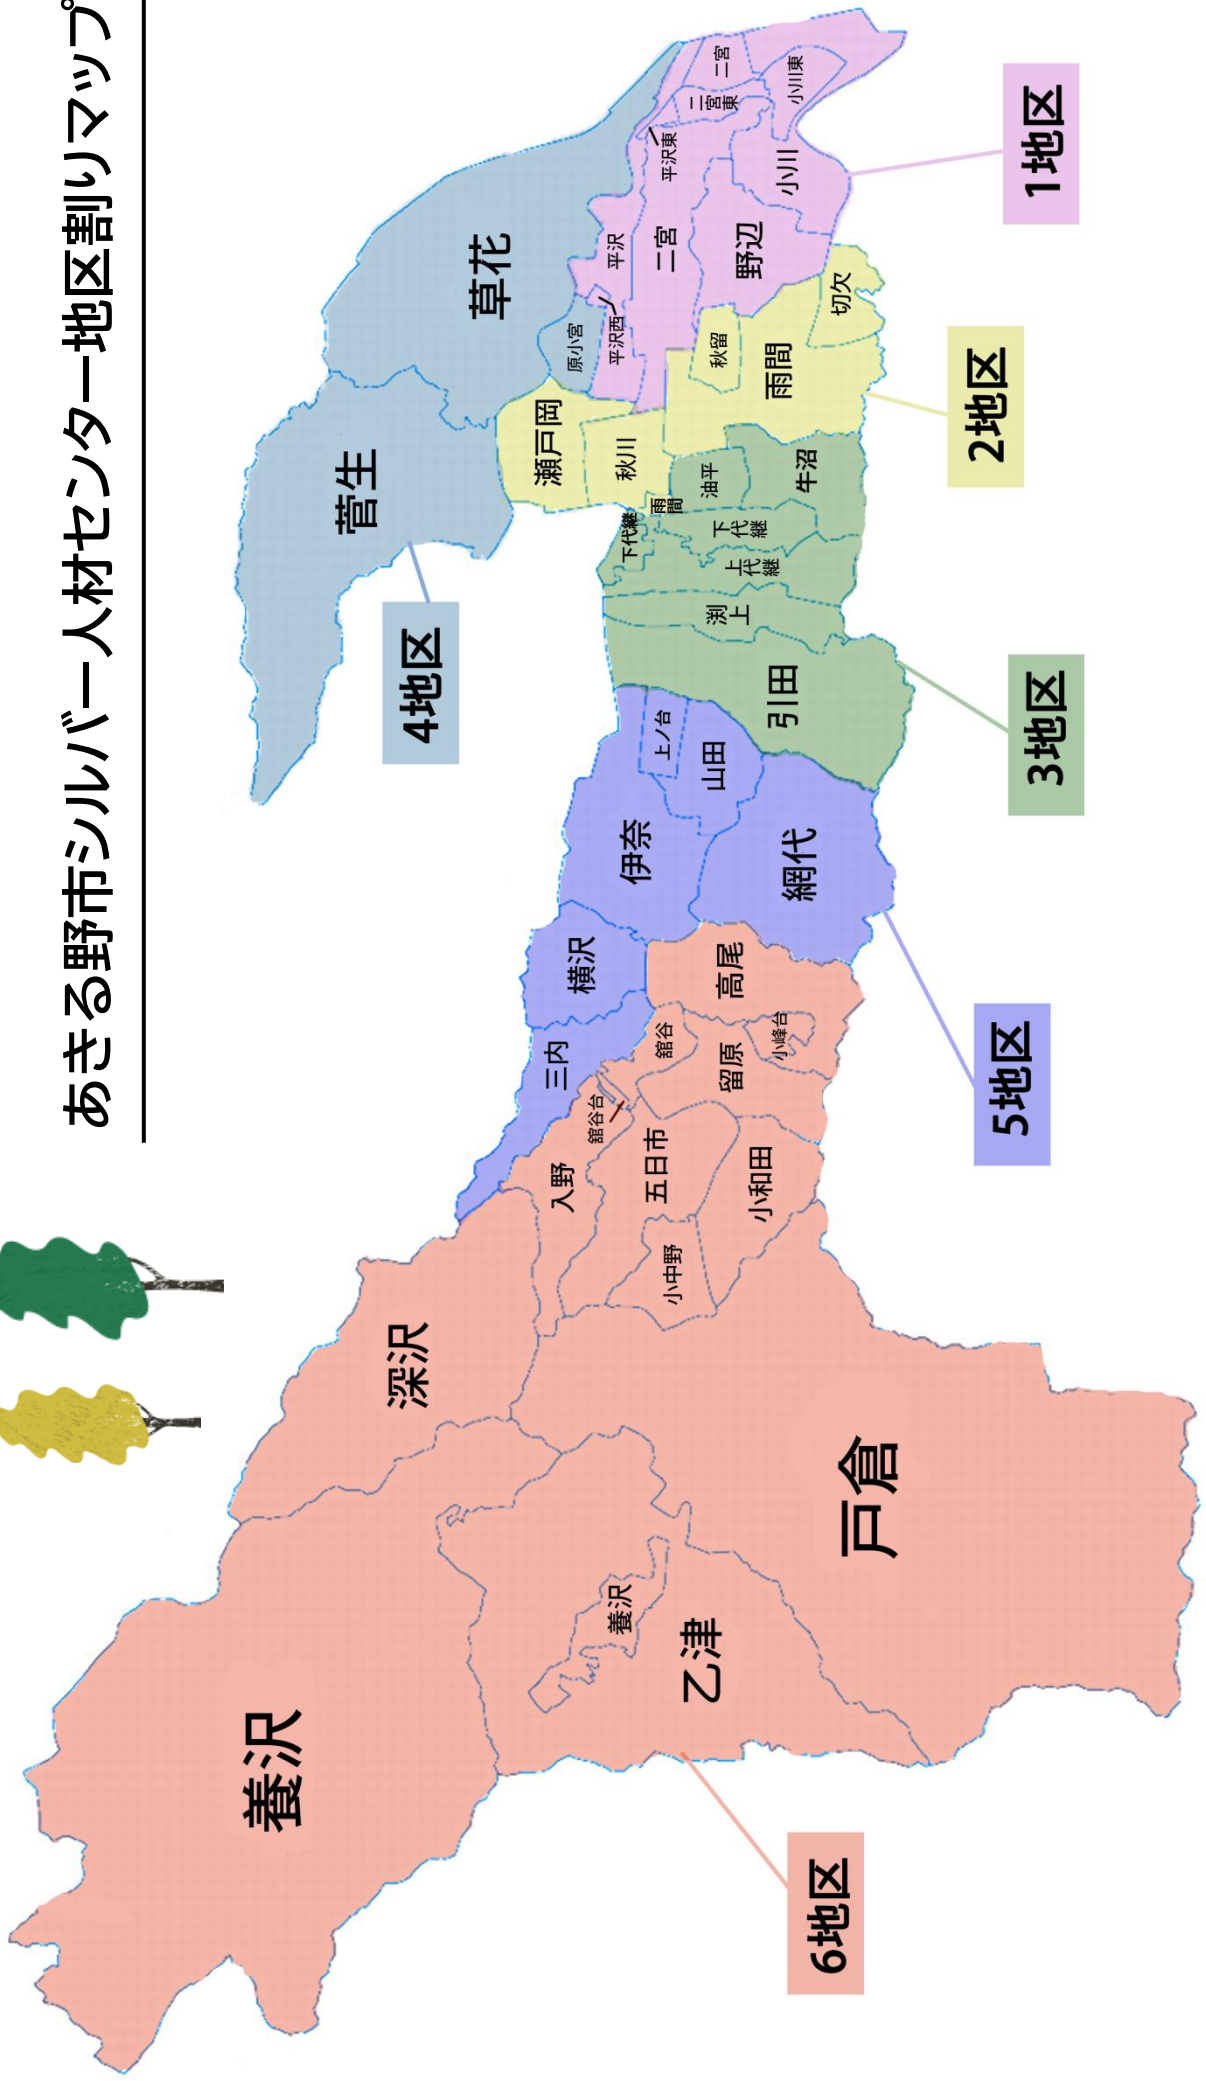 あきる野市シルバー人材センター地区割りマップ
養沢
深沢
菅生
草花
4地区
瀬戸岡
原小宮
三内
横沢
入野
舘谷台
伊奈
秋川
平沢西
平沢
養沢
下代継
五日市
舘谷
上ノ台
雨
間
二宮
平沢東
乙津
小中野
留原
高尾
山田
渕
上
上
代
継
下
代
継
油平
秋留
二
宮
東
二宮
小和田
小峰台
網代
引田
牛沼
雨間
野辺
小川
小川東
戸倉
切欠
6地区
5地区
3地区
2地区
1地区